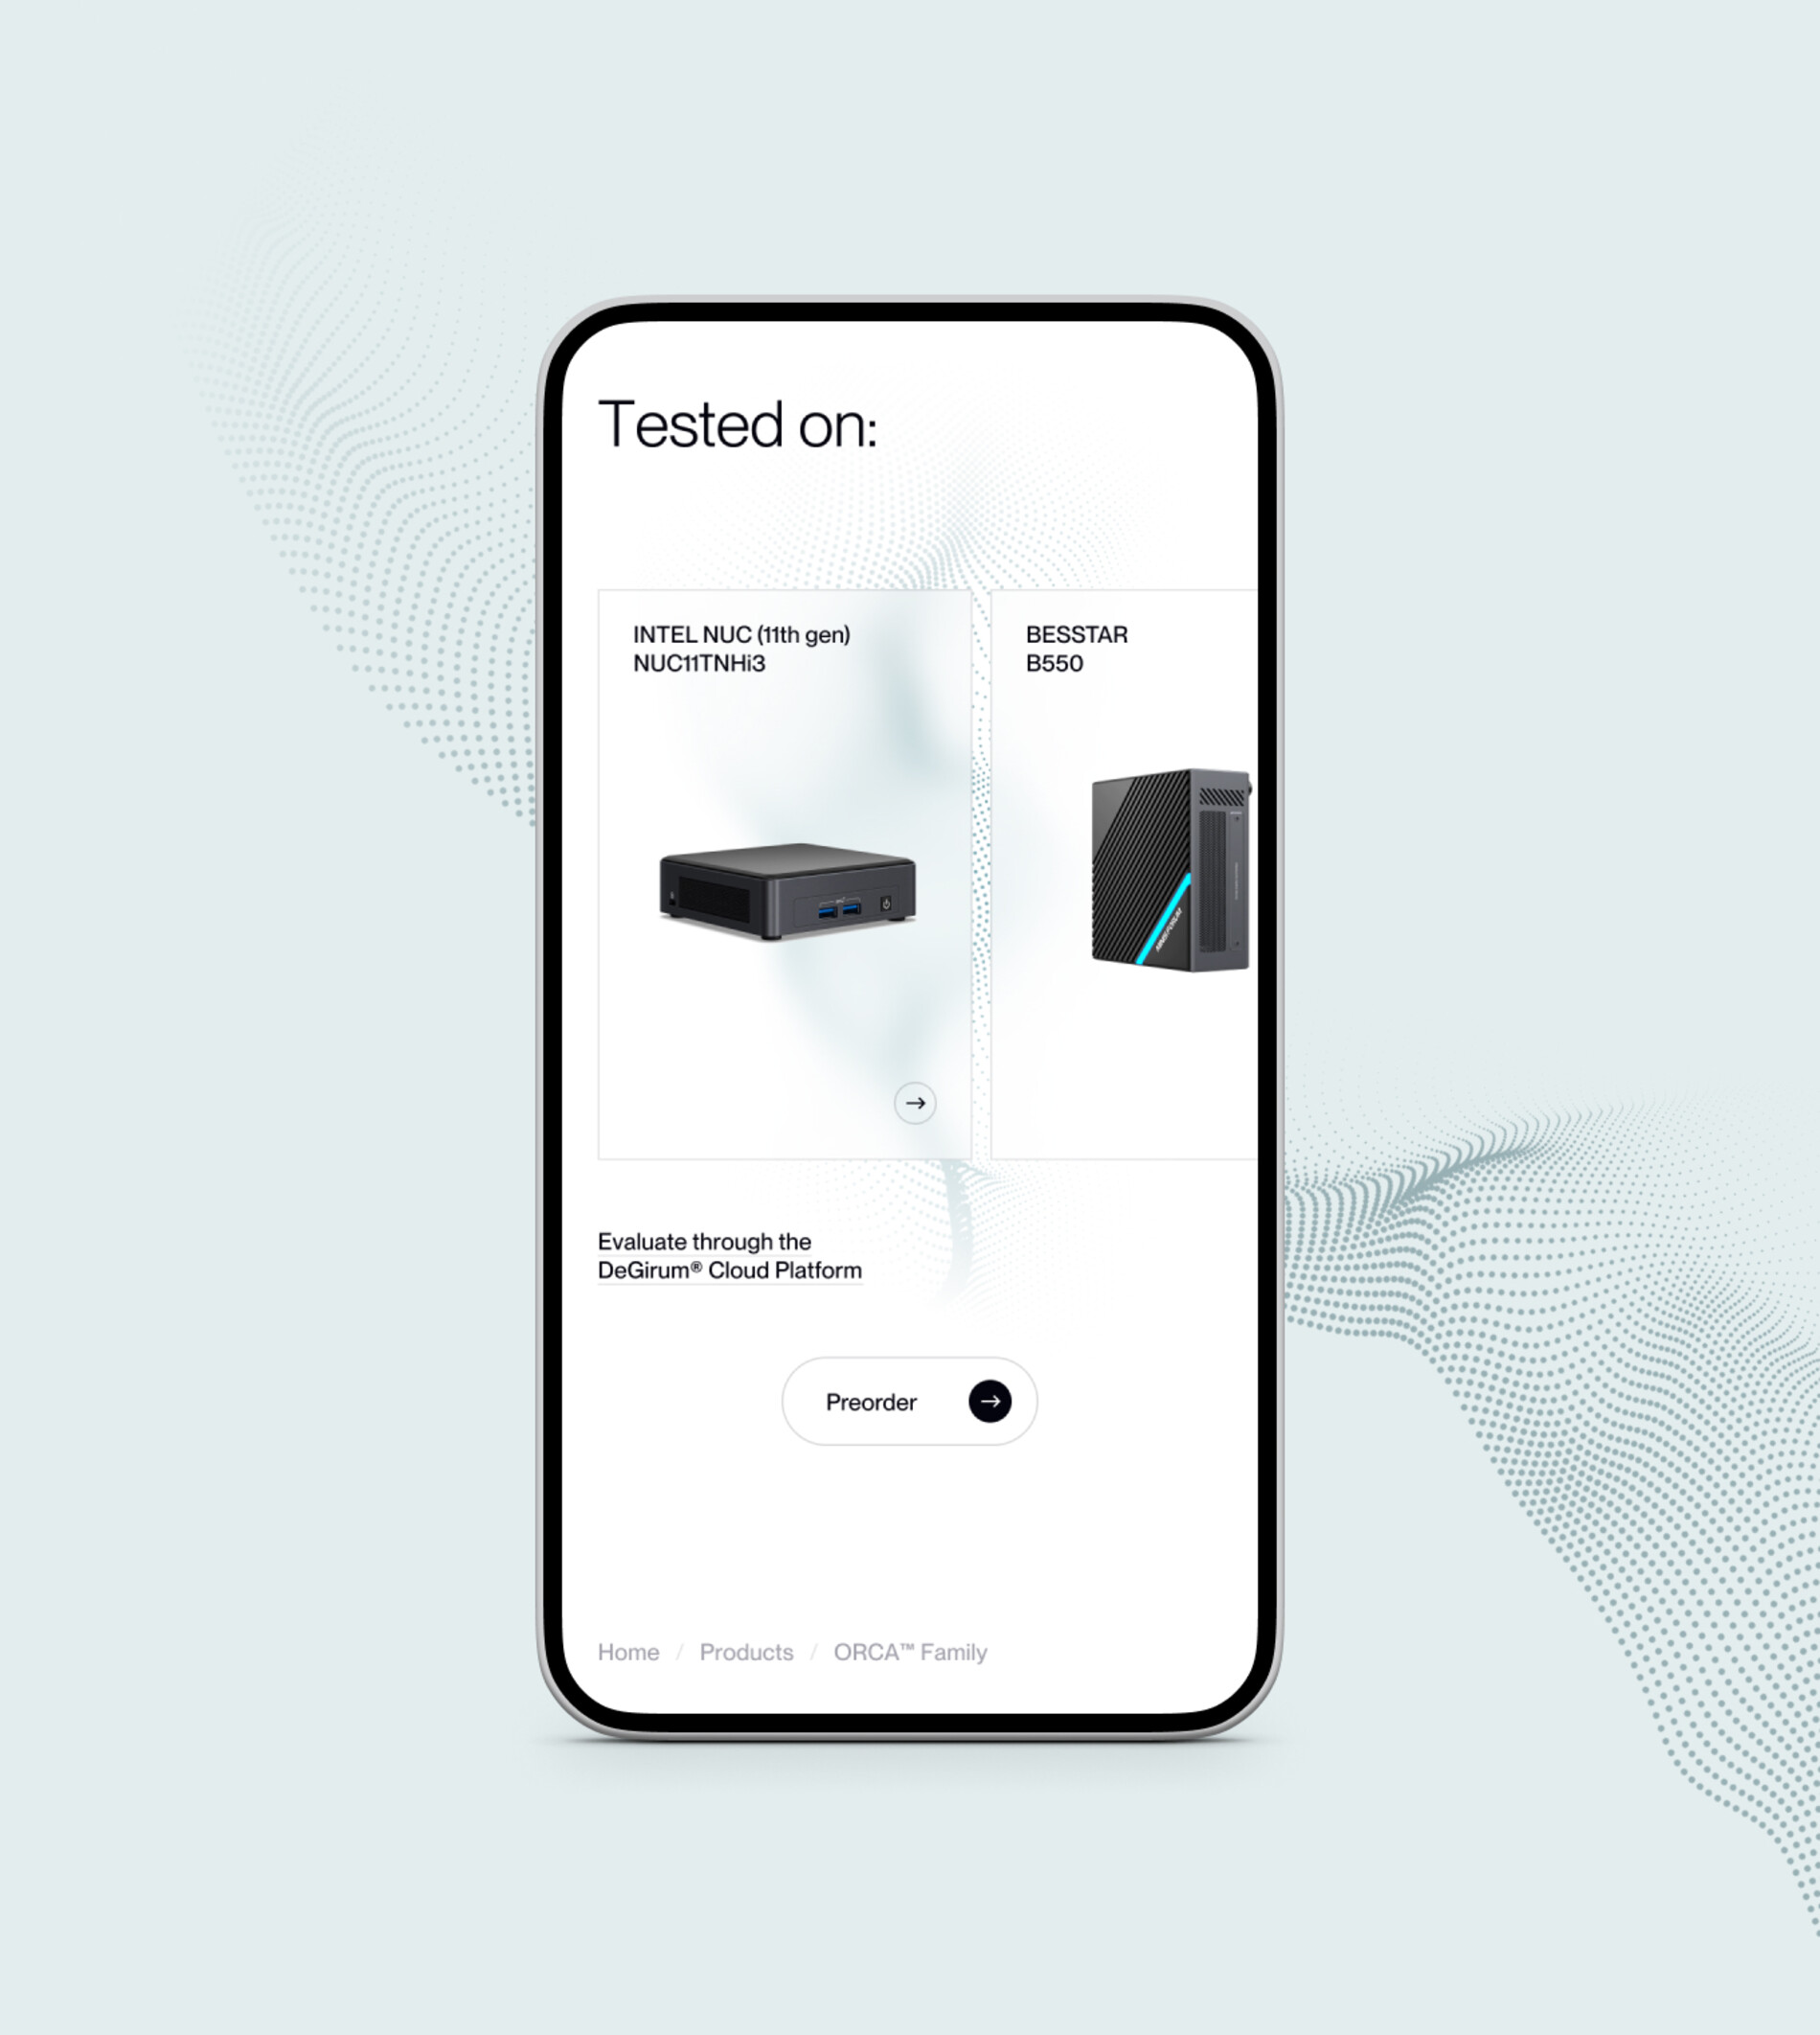 Tested on:
INTEL NUC (11th gen)
NUC11TNHi3
BESSTAR
B550
MINISFORUM
Evaluate through the
DeGirum® Cloud Platform
Preorder
Home / Products / ORCA™ Family